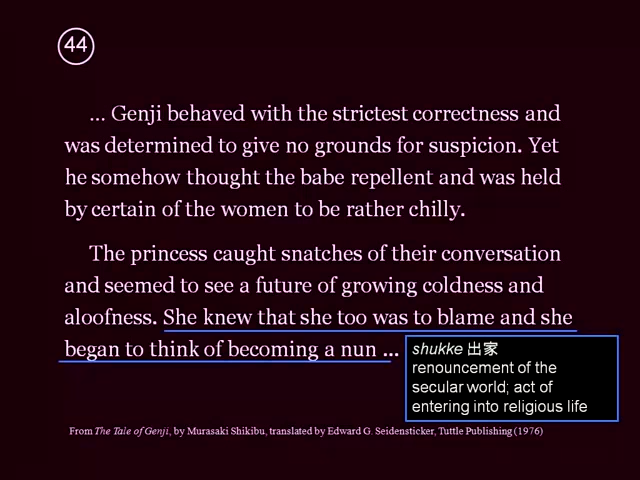 44
... Genji behaved with the strictest correctness and
was determined to give no grounds for suspicion. Yet
he somehow thought the babe repellent and was held
by certain of the women to be rather chilly.
The princess caught snatches of their conversation
and seemed to see a future of growing coldness and
aloofness. She knew that she too was to blame and she
began to think of becoming a nun ...
shukke 出家
renouncement of the
secular world; act of
entering into religious life
From The Tale of Genji, by Murasaki Shikibu, translated by Edward G. Seidensticker, Tuttle Publishing (1976)